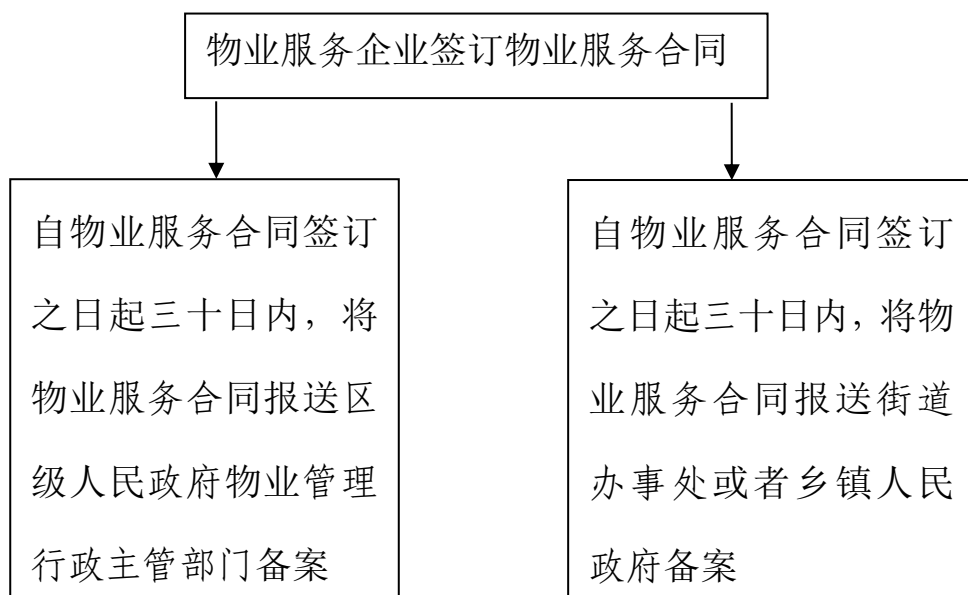 物业服务企业签订物业服务合同
自物业服务合同签订
之日起三十日内，将
物业服务合同报送区
级人民政府物业管理
行政主管部门备案
自物业服务合同签订
之日起三十日内，将物
业服务合同报送街道
办事处或者乡镇人民
政府备案